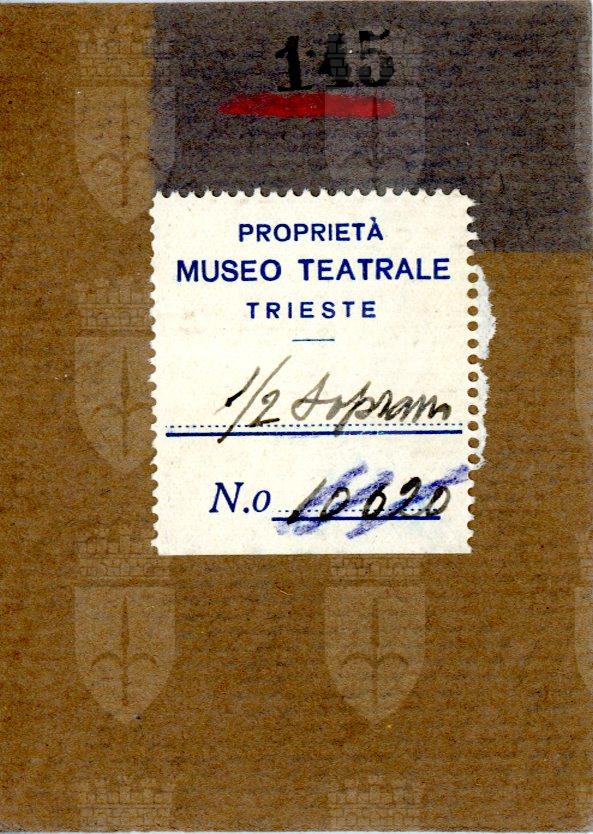 145
PROPRIETÀ
MUSEO TEATRALE
TRIESTE
1/2 Soprano
N.o 10620